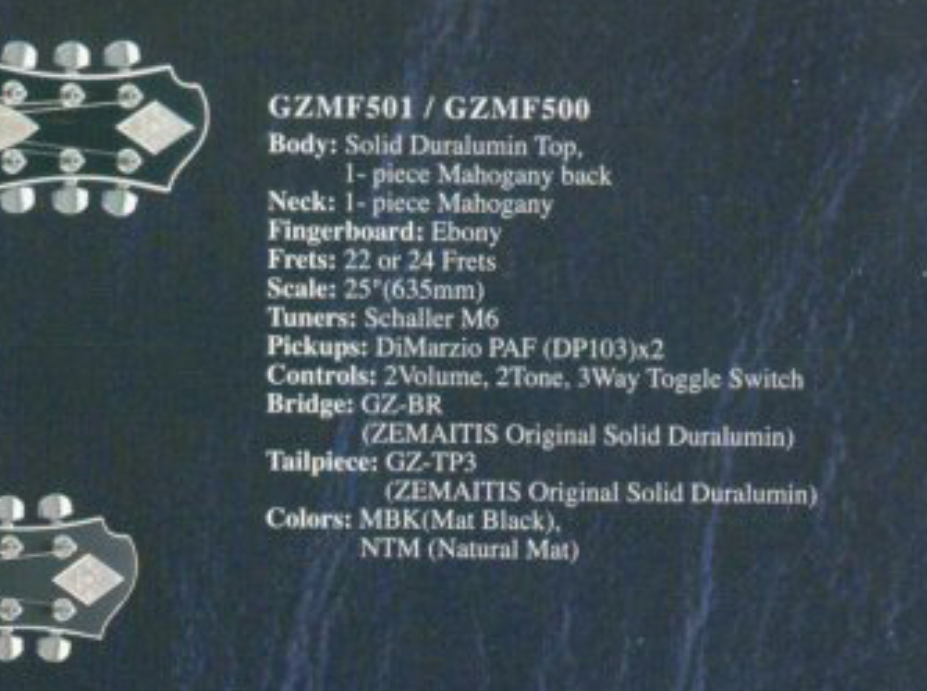 GZMF501 / GZMF500
Body: Solid Duralumin Top,
1- piece Mahogany back
Neck: 1- piece Mahogany
Fingerboard: Ebony
Frets: 22 or 24 Frets
Scale: 25"(635mm)
Tuners: Schaller M6
Pickups: DiMarzio PAF (DP103)x2
Controls: 2Volume, 2Tone, 3Way Toggle Switch
Bridge: GZ-BR
(ZEMAITIS Original Solid Duralumin)
Tailpiece: GZ-TP3
(ZEMAITIS Original Solid Duralumin)
Colors: MBK(Mat Black),
NTM (Natural Mat)